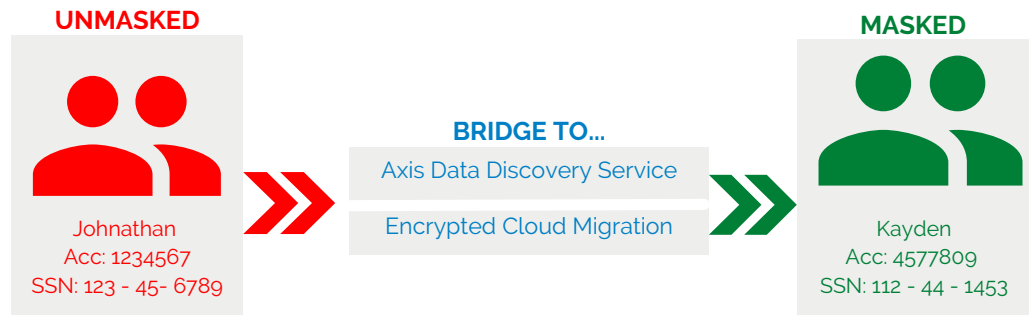 UNMASKED
Johnathan
Acc: 1234567
SSN: 123 - 45- 6789
BRIDGE TO...
Axis Data Discovery Service
Encrypted Cloud Migration
MASKED
Kayden
Acc: 4577809
SSN: 112 - 44 - 1453